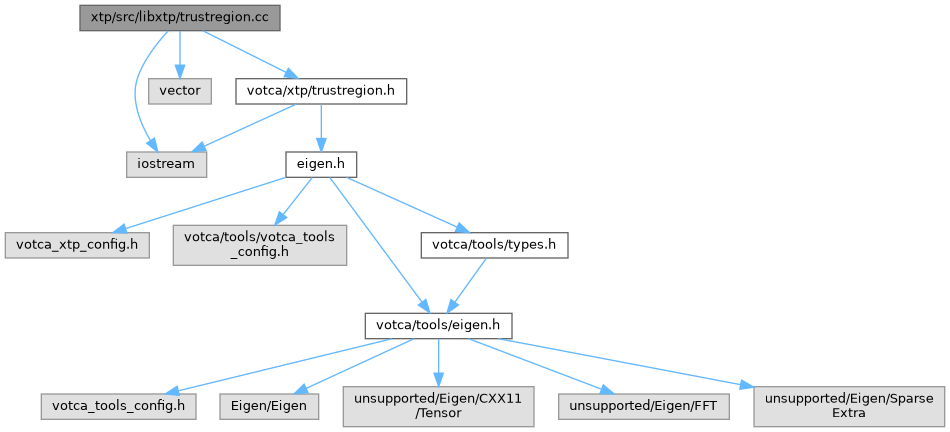 xtp/src/libxtp/trustregion.cc
vector
votca/xtp/trustregion.h
iostream
eigen.h
votca_xtp_config.h
votca/tools/votca_tools
_config.h
votca/tools/types.h
votca/tools/eigen.h
votca_tools_config.h
Eigen/Eigen
unsupported/Eigen/CXX11
/Tensor
unsupported/Eigen/FFT
unsupported/Eigen/Sparse
Extra